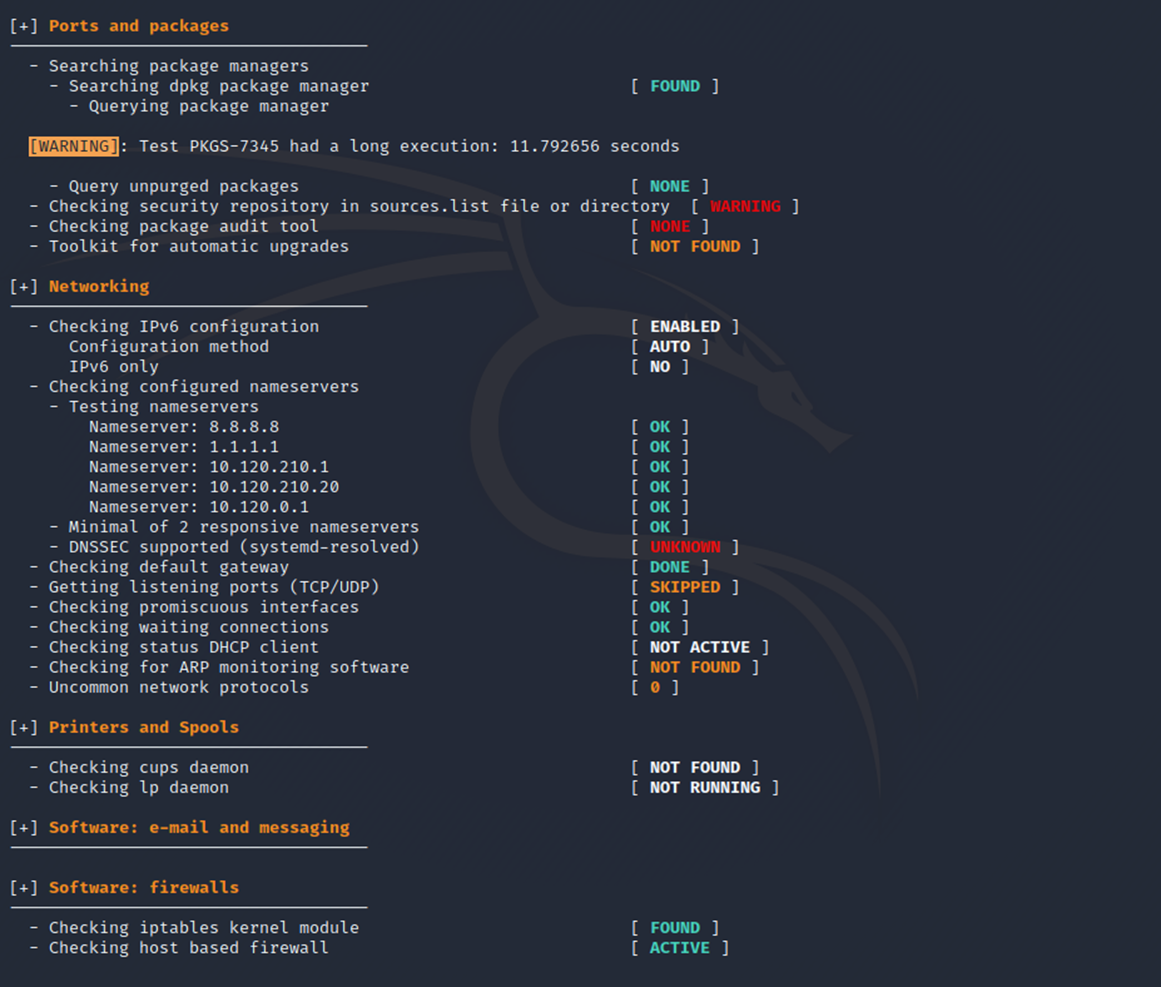 [+] Ports and packages
- Searching package managers
- Searching dpkg package manager [ FOUND ]
- Querying package manager
[WARNING]: Test PKGS-7345 had a long execution: 11.792656 seconds
- Query unpurged packages [ NONE ]
- Checking security repository in sources.list file or directory [ WARNING ]
- Checking package audit tool [ NONE ]
- Toolkit for automatic upgrades [ NOT FOUND ]
[+] Networking
- Checking IPv6 configuration [ ENABLED ]
Configuration method [ AUTO ]
IPv6 only [ NO ]
- Checking configured nameservers
- Testing nameservers
Nameserver: 8.8.8.8 [ OK ]
Nameserver: 1.1.1.1 [ OK ]
Nameserver: 10.120.210.1 [ OK ]
Nameserver: 10.120.210.20 [ OK ]
Nameserver: 10.120.0.1 [ OK ]
- Minimal of 2 responsive nameservers [ OK ]
- DNSSEC supported (systemd-resolved) [ UNKNOWN ]
- Checking default gateway [ DONE ]
- Getting listening ports (TCP/UDP) [ SKIPPED ]
- Checking promiscuous interfaces [ OK ]
- Checking waiting connections [ OK ]
- Checking status DHCP client [ NOT ACTIVE ]
- Checking for ARP monitoring software [ NOT FOUND ]
- Uncommon network protocols [ 0 ]
[+] Printers and Spools
- Checking cups daemon [ NOT FOUND ]
- Checking lp daemon [ NOT RUNNING ]
[+] Software: e-mail and messaging
[+] Software: firewalls
- Checking iptables kernel module [ FOUND ]
- Checking host based firewall [ ACTIVE ]